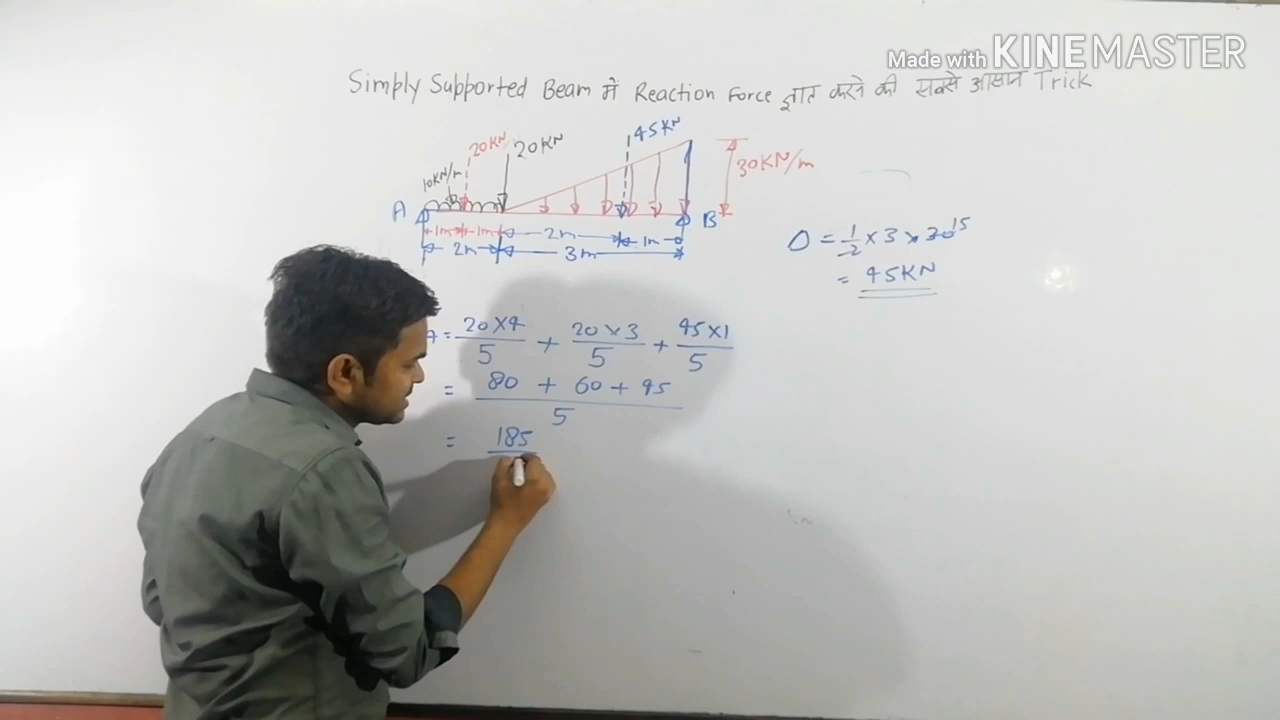 Made with KINEMASTER
Simply Supported Beam में Reaction Force ज्ञात करने की सबसे आसान Trick
45KN
20KN 20KN
10KN/m 30KN/m
A B
1m 1m 2m 1m
2m 3m
Δ = 1/2 × 3 × 30 15
= 45KN
= 20×4/5 + 20×3/5 + 45×1/5
= 80 + 60 + 45 / 5
= 185